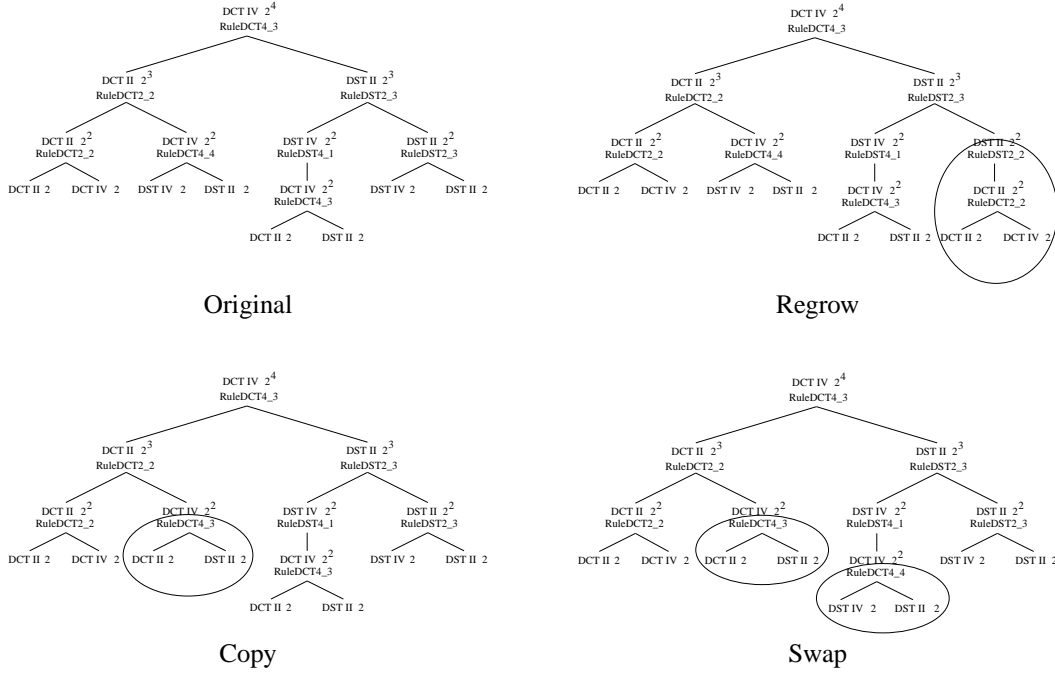 DCT IV 2^4
RuleDCT4_3
DCT II 2^3
RuleDCT2_2
DST II 2^3
RuleDST2_3
DCT II 2^2
RuleDCT2_2
DCT IV 2^2
RuleDCT4_4
DST IV 2^2
RuleDST4_1
DST II 2^2
RuleDST2_3
DCT II 2
DCT IV 2
DST IV 2
DST II 2
DCT IV 2^2
RuleDCT4_3
DST IV 2
DST II 2
DCT II 2
DST II 2
Original
DCT IV 2^4
RuleDCT4_3
DCT II 2^3
RuleDCT2_2
DST II 2^3
RuleDST2_3
DCT II 2^2
RuleDCT2_2
DCT IV 2^2
RuleDCT4_4
DST IV 2^2
RuleDST4_1
DST II 2^2
RuleDST2_2
DCT II 2
DCT IV 2
DST IV 2
DST II 2
DCT IV 2^2
RuleDCT4_3
DCT II 2^2
RuleDCT2_2
DCT II 2
DST II 2
DCT II 2
DCT IV 2
Regrow
DCT IV 2^4
RuleDCT4_3
DCT II 2^3
RuleDCT2_2
DST II 2^3
RuleDST2_3
DCT II 2^2
RuleDCT2_2
DCT IV 2^2
RuleDCT4_3
DST IV 2^2
RuleDST4_1
DST II 2^2
RuleDST2_3
DCT II 2
DCT IV 2
DCT II 2
DST II 2
DCT IV 2^2
RuleDCT4_3
DST IV 2
DST II 2
DCT II 2
DST II 2
Copy
DCT IV 2^4
RuleDCT4_3
DCT II 2^3
RuleDCT2_2
DST II 2^3
RuleDST2_3
DCT II 2^2
RuleDCT2_2
DCT IV 2^2
RuleDCT4_3
DST IV 2^2
RuleDST4_1
DST II 2^2
RuleDST2_3
DCT II 2
DCT IV 2
DCT II 2
DST II 2
DCT IV 2^2
RuleDCT4_4
DST IV 2
DST II 2
DST IV 2
DST II 2
Swap